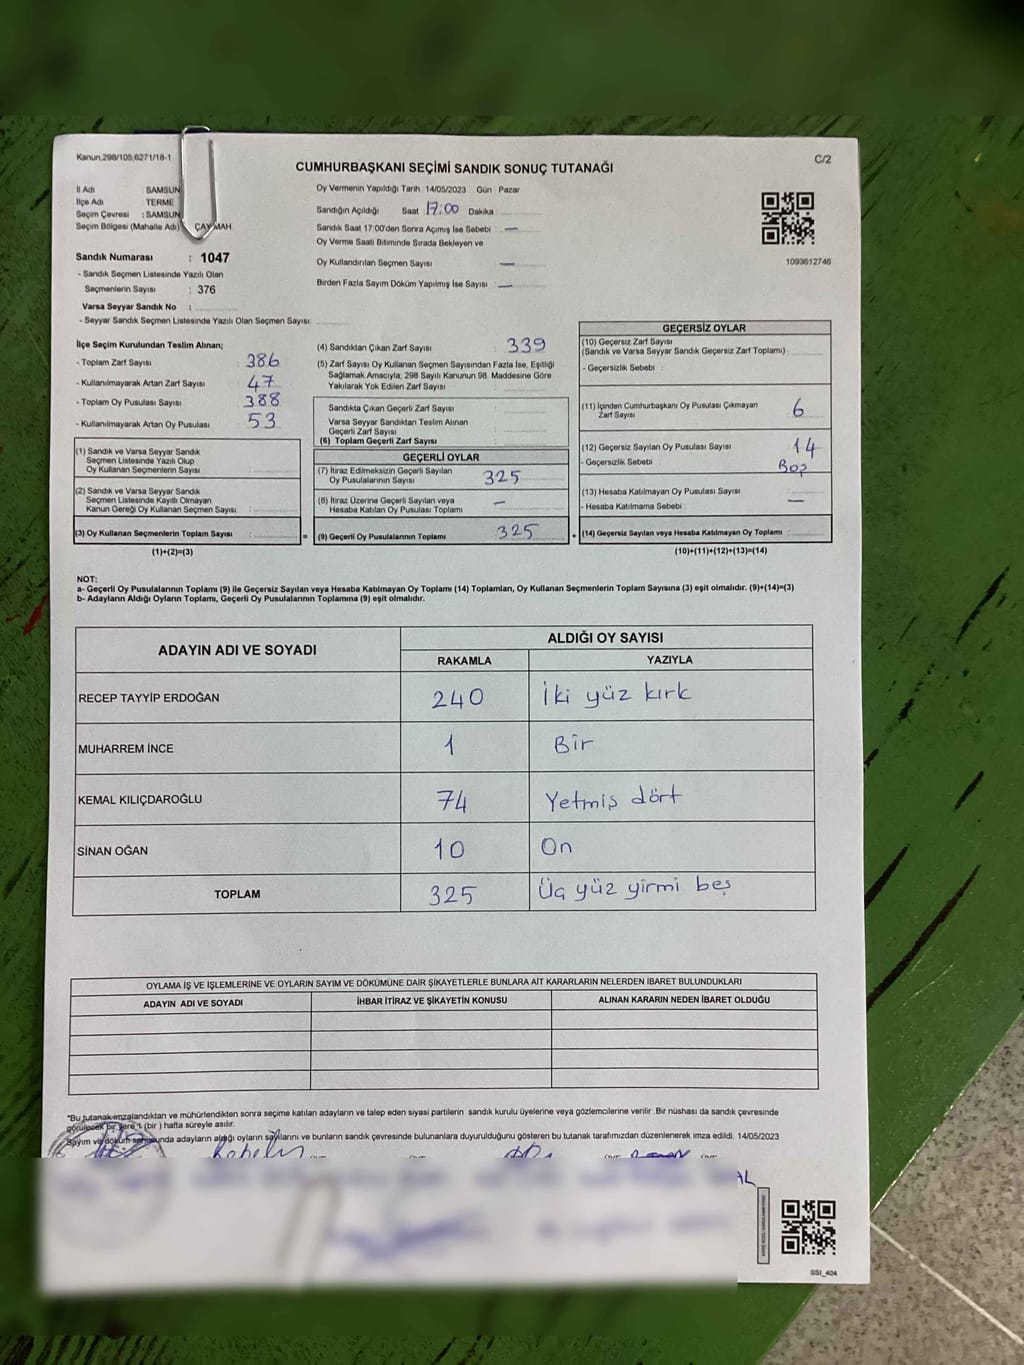 Kanun,298/105,6271/18-1
CUMHURBAŞKANI SEÇİMİ SANDIK SONUÇ TUTANAĞI
C/2
İl Adı SAMSUN
İlçe Adı TERME
Seçim Çevresi : SAMSUN
Seçim Bölgesi (Mahalle Adı) ÇAY MAH.
Oy Vermenin Yapıldığı Tarih 14/05/2023 Gün Pazar
Sandığın Açıldığı Saat 17:00 Dakika
Sandık Saat 17:00'den Sonra Açımış İse Sebebi : —
Oy Verme Saati Bitiminde Sırada Bekleyen ve
Oy Kullandırılan Seçmen Sayısı —
Birden Fazla Sayım Döküm Yapılmış İse Sayısı : —
1093612746
Sandık Numarası : 1047
- Sandık Seçmen Listesinde Yazılı Olan
Seçmenlerin Sayısı : 376
Varsa Seyyar Sandık No :
- Seyyar Sandık Seçmen Listesinde Yazılı Olan Seçmen Sayısı:
İlçe Seçim Kurulundan Teslim Alınan;
- Toplam Zarf Sayısı : 386
- Kullanılmayarak Artan Zarf Sayısı : 47
- Toplam Oy Pusulası Sayısı : 388
- Kullanılmayarak Artan Oy Pusulası : 53
(1) Sandık ve Varsa Seyyar Sandık
Seçmen Listesinde Yazılı Olup
Oy Kullanan Seçmenlerin Sayısı
(2) Sandık ve Varsa Seyyar Sandık
Seçmen Listesinde Kayıtlı Olmayan
Kanun Gereği Oy Kullanan Seçmen Sayısı
(3) Oy Kullanan Seçmenlerin Toplam Sayısı :
(1)+(2)=(3)
(4) Sandıktan Çıkan Zarf Sayısı : 339
(5) Zarf Sayısı Oy Kullanan Seçmen Sayısından Fazla İse, Eşitliği
Sağlamak Amacıyla; 298 Sayılı Kanunun 98. Maddesine Göre
Yakılarak Yok Edilen Zarf Sayısı
Sandıkta Çıkan Geçerli Zarf Sayısı
Varsa Seyyar Sandıktan Teslim Alınan
Geçerli Zarf Sayısı
(6) Toplam Geçerli Zarf Sayısı
GEÇERLİ OYLAR
(7) İtiraz Edilmeksizin Geçerli Sayılan
Oy Pusulalarının Sayısı 325
(8) İtiraz Üzerine Geçerli Sayılan veya
Hesaba Katılan Oy Pusulası Toplamı —
= (9) Geçerli Oy Pusulalarının Toplamı 325
GEÇERSİZ OYLAR
(10) Geçersiz Zarf Sayısı
(Sandık ve Varsa Seyyar Sandık Geçersiz Zarf Toplamı) :
- Geçersizlik Sebebi :
(11) İçinden Cumhurbaşkanı Oy Pusulası Çıkmayan
Zarf Sayısı 6
(12) Geçersiz Sayılan Oy Pusulası Sayısı 14
- Geçersizlik Sebebi : Boş
(13) Hesaba Katılmayan Oy Pusulası Sayısı
- Hesaba Katılmama Sebebi : —
+ (14) Geçersiz Sayılan veya Hesaba Katılmayan Oy Toplamı :
(10)+(11)+(12)+(13)=(14)
NOT:
a- Geçerli Oy Pusulalarının Toplamı (9) ile Geçersiz Sayılan veya Hesaba Katılmayan Oy Toplamı (14) Toplamları, Oy Kullanan Seçmenlerin Toplam Sayısına (3) eşit olmalıdır. (9)+(14)=(3)
b- Adayların Aldığı Oyların Toplamı, Geçerli Oy Pusulalarının Toplamına (9) eşit olmalıdır.
ADAYIN ADI VE SOYADI
ALDIĞI OY SAYISI
RAKAMLA YAZIYLA
RECEP TAYYİP ERDOĞAN 240 İki yüz kırk
MUHARREM İNCE 1 Bir
KEMAL KILIÇDAROĞLU 74 Yetmiş dört
SİNAN OĞAN 10 On
TOPLAM 325 Üç yüz yirmi beş
OYLAMA İŞ VE İŞLEMLERİNE VE OYLARIN SAYIM VE DÖKÜMÜNE DAİR ŞİKAYETLERLE BUNLARA AİT KARARLARIN NELERDEN İBARET BULUNDUKLARI
ADAYIN ADI VE SOYADI İHBAR İTİRAZ VE ŞİKAYETİN KONUSU ALINAN KARARIN NEDEN İBARET OLDUĞU
*Bu tutanak imzalandıktan ve mühürlendikten sonra seçime katılan adayların ve talep eden siyasi partilerin sandık kurulu üyelerine veya gözlemcilerine verilir .Bir nüshası da sandık çevresinde
görülecek bir yere 1 (bir ) hafta süreyle asılır.
Sayım ve döküm sonucunda adayların aldığı oyların sayılarını ve bunların sandık çevresinde bulunanlara duyurulduğunu gösteren bu tutanak tarafımızdan düzenlenerek imza edildi. 14/05/2023
SSI_404